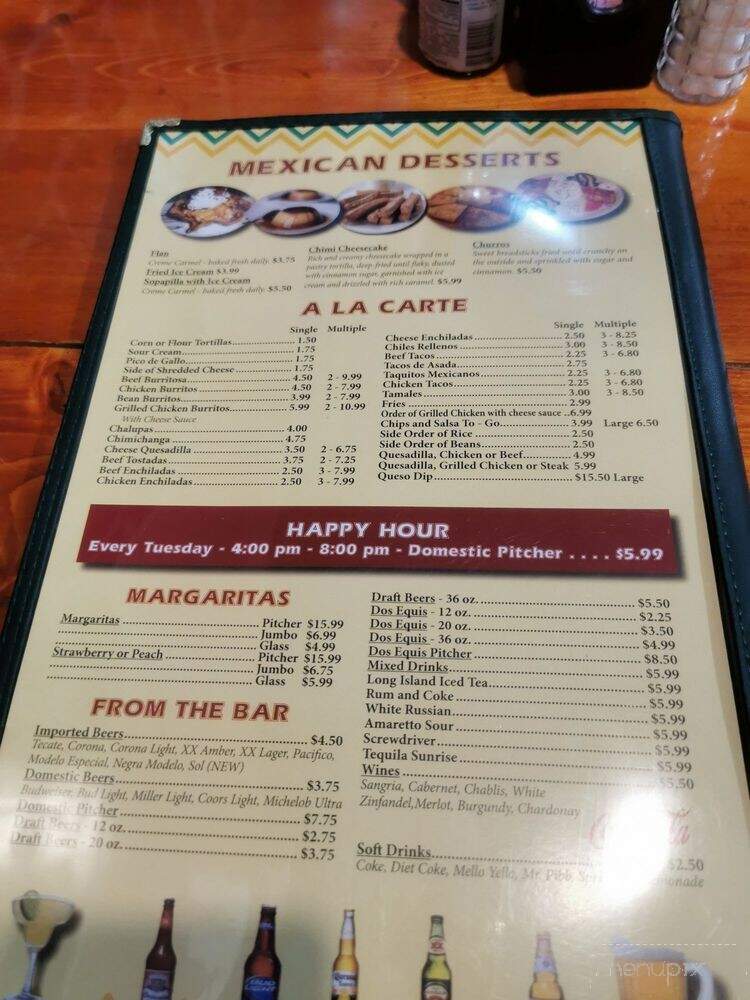 MEXICAN DESSERTS
Flan
Creme Carmel - baked fresh daily. $3.75
Fried Ice Cream $3.99
Sopapilla with Ice Cream
Creme Carmel - baked fresh daily. $5.50
Chimi Cheesecake
Rich and creamy cheesecake wrapped in a
pastry tortilla, deep-fried until flaky, dusted
with cinnamon sugar, garnished with ice
cream and drizzled with rich caramel. $5.99
Churros
Sweet breadsticks fried until crunchy on
the outside and sprinkled with sugar and
cinnamon. $5.50
A LA CARTE
Single Multiple
Corn or Flour Tortillas 1.50
Sour Cream 1.75
Pico de Gallo 1.75
Side of Shredded Cheese 1.75
Beef Burritosa 4.50 2 - 9.99
Chicken Burritos 4.50 2 - 7.99
Bean Burritos 3.99 2 - 7.99
Grilled Chicken Burritos 5.99 2 - 10.99
With Cheese Sauce
Chalupas 4.00
Chimichanga 4.75
Cheese Quesadilla 3.50 2 - 6.75
Beef Tostadas 3.75 2 - 7.25
Beef Enchiladas 2.50 3 - 7.99
Chicken Enchiladas 2.50 3 - 7.99
Single Multiple
Cheese Enchiladas 2.50 3 - 8.25
Chiles Rellenos 3.00 3 - 8.50
Beef Tacos 2.25 3 - 6.80
Tacos de Asada 2.75
Taquitos Mexicanos 2.25 3 - 6.80
Chicken Tacos 2.25 3 - 6.80
Tamales 3.00 3 - 8.50
Fries 2.99
Order of Grilled Chicken with cheese sauce ..6.99
Chips and Salsa To - Go 3.99 Large 6.50
Side Order of Rice 2.50
Side Order of Beans 2.50
Quesadilla, Chicken or Beef 4.99
Quesadilla, Grilled Chicken or Steak 5.99
Queso Dip $15.50 Large
HAPPY HOUR
Every Tuesday - 4:00 pm - 8:00 pm - Domestic Pitcher . . . . $5.99
MARGARITAS
Margaritas Pitcher $15.99
Jumbo $6.99
Glass $4.99
Strawberry or Peach Pitcher $15.99
Jumbo $6.75
Glass $5.99
FROM THE BAR
Imported Beers $4.50
Tecate, Corona, Corona Light, XX Amber, XX Lager, Pacifico,
Modelo Especial, Negra Modelo, Sol (NEW)
Domestic Beers $3.75
Budweiser, Bud Light, Miller Light, Coors Light, Michelob Ultra
Domestic Pitcher $7.75
Draft Beers - 12 oz. $2.75
Draft Beers - 20 oz. $3.75
Draft Beers - 36 oz. $5.50
Dos Equis - 12 oz. $2.25
Dos Equis - 20 oz. $3.50
Dos Equis - 36 oz. $4.99
Dos Equis Pitcher $8.50
Mixed Drinks $5.99
Long Island Iced Tea $5.99
Rum and Coke $5.99
White Russian $5.99
Amaretto Sour $5.99
Screwdriver $5.99
Tequila Sunrise $5.99
Wines $5.50
Sangria, Cabernet, Chablis, White
Zinfandel,Merlot, Burgundy, Chardonay
Soft Drinks $2.50
Coke, Diet Coke, Mello Yello, Mr. Pibb,
menupix